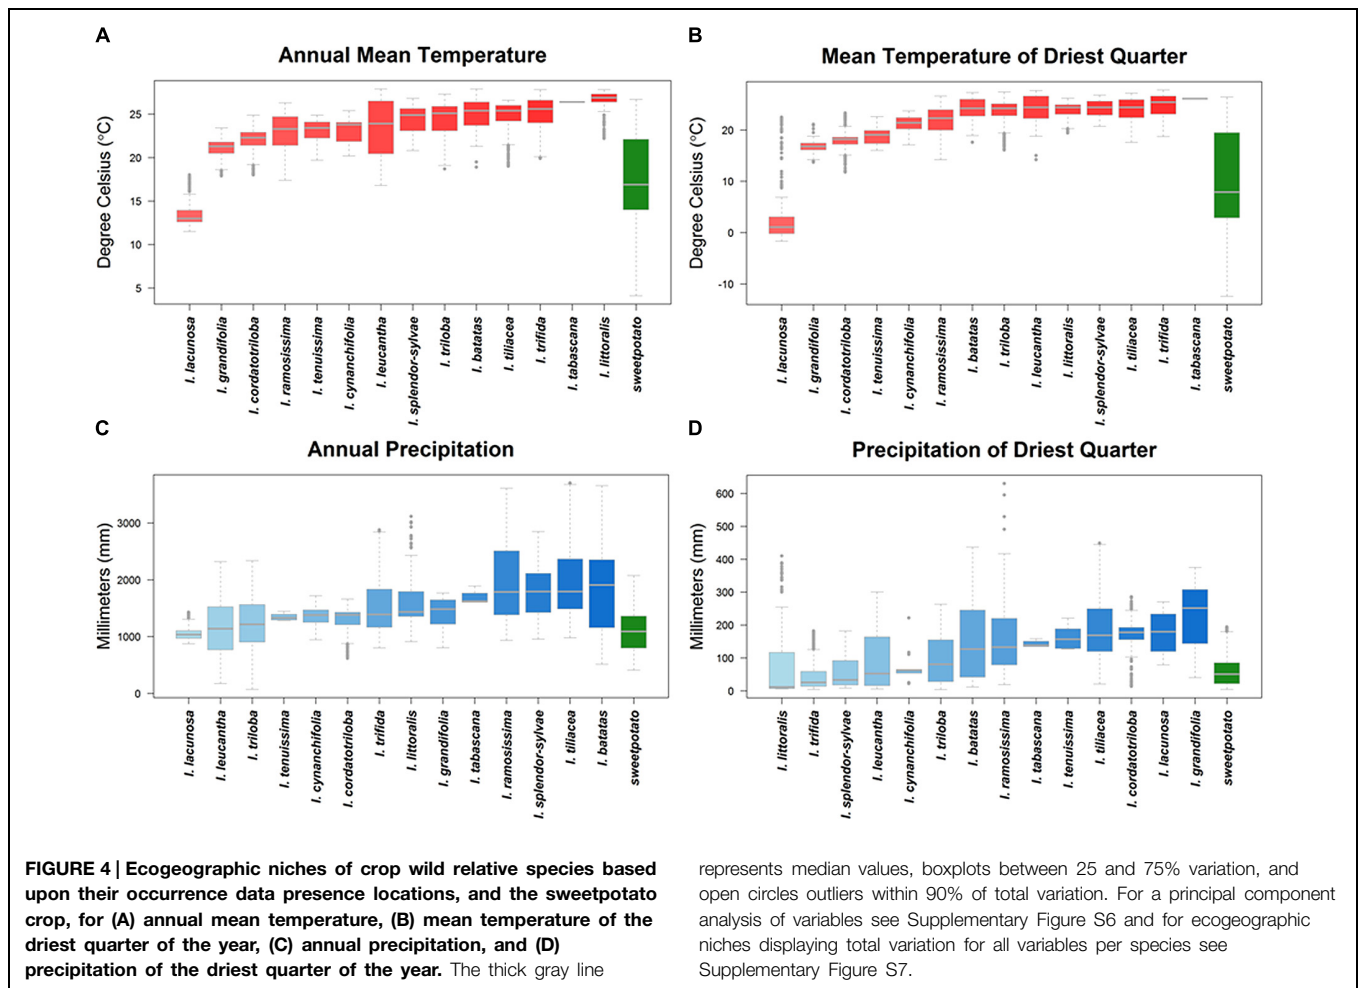 A
Annual Mean Temperature
Degree Celsius (°C)
25
20
15
10
5
I. lacunosa
I. grandifolia
I. cordatotriloba
I. ramosissima
I. tenuissima
I. cynanchifolia
I. leucantha
I. splendor-sylvae
I. triloba
I. batatas
I. tiliacea
I. trifida
I. tabascana
I. littoralis
sweetpotato
B
Mean Temperature of Driest Quarter
Degree Celsius (°C)
20
10
0
-10
I. lacunosa
I. grandifolia
I. cordatotriloba
I. tenuissima
I. cynanchifolia
I. ramosissima
I. batatas
I. triloba
I. leucantha
I. littoralis
I. splendor-sylvae
I. tiliacea
I. trifida
I. tabascana
sweetpotato
C
Annual Precipitation
Millimeters (mm)
3000
2000
1000
0
I. lacunosa
I. leucantha
I. triloba
I. tenuissima
I. cynanchifolia
I. cordatotriloba
I. trifida
I. littoralis
I. grandifolia
I. tabascana
I. ramosissima
I. splendor-sylvae
I. tiliacea
I. batatas
sweetpotato
D
Precipitation of Driest Quarter
Millimeters (mm)
600
500
400
300
200
100
0
I. littoralis
I. trifida
I. splendor-sylvae
I. leucantha
I. cynanchifolia
I. triloba
I. batatas
I. ramosissima
I. tabascana
I. tenuissima
I. tiliacea
I. cordatotriloba
I. lacunosa
I. grandifolia
sweetpotato
FIGURE 4 | Ecogeographic niches of crop wild relative species based
upon their occurrence data presence locations, and the sweetpotato
crop, for (A) annual mean temperature, (B) mean temperature of the
driest quarter of the year, (C) annual precipitation, and (D)
precipitation of the driest quarter of the year. The thick gray line
represents median values, boxplots between 25 and 75% variation, and
open circles outliers within 90% of total variation. For a principal component
analysis of variables see Supplementary Figure S6 and for ecogeographic
niches displaying total variation for all variables per species see
Supplementary Figure S7.